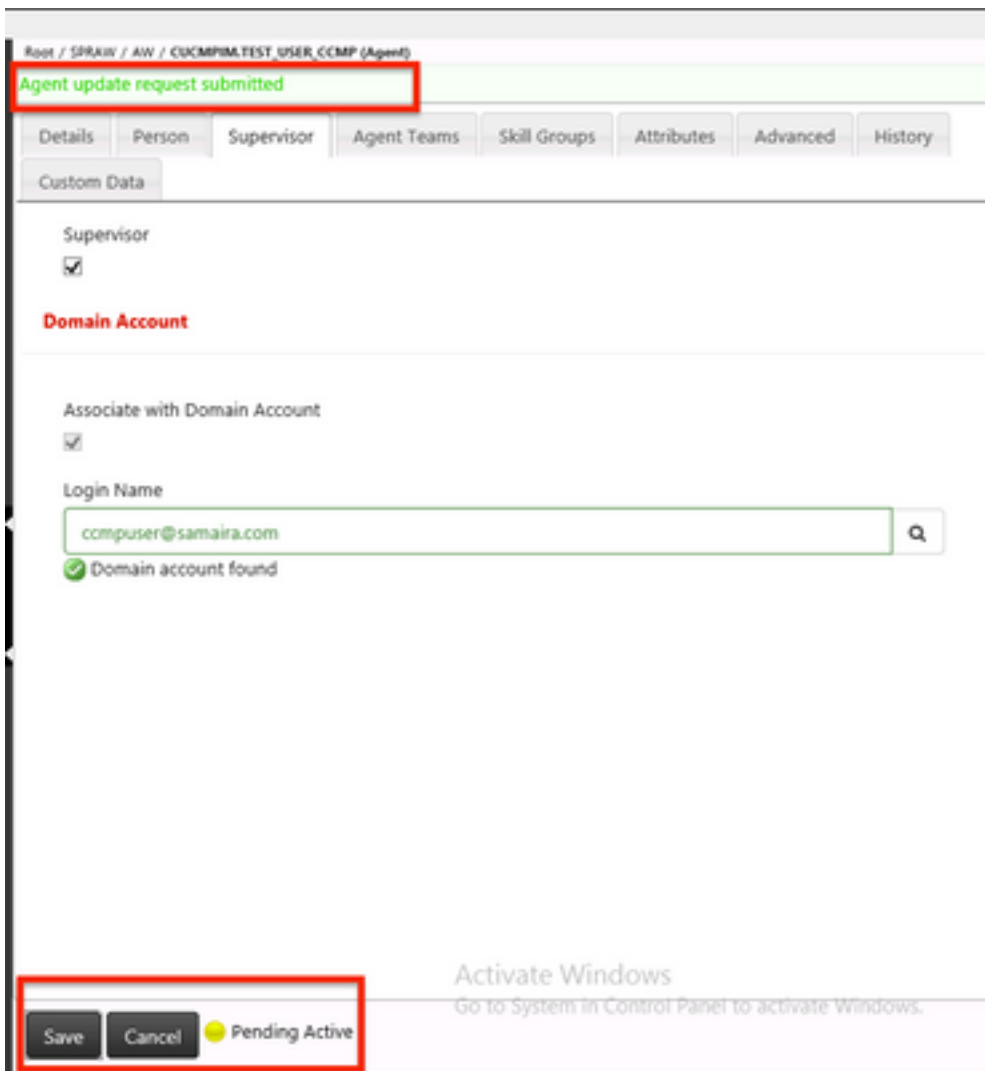 Root / SPRAW / AW / CUCMPIM.TEST_USER_CCMP (Agent)
Agent update request submitted
Details Person Supervisor Agent Teams Skill Groups Attributes Advanced History
Custom Data
Supervisor
Domain Account
Associate with Domain Account
Login Name
ccmpuser@samaira.com
Domain account found
Activate Windows
Go to System in Control Panel to activate Windows.
Save Cancel Pending Active